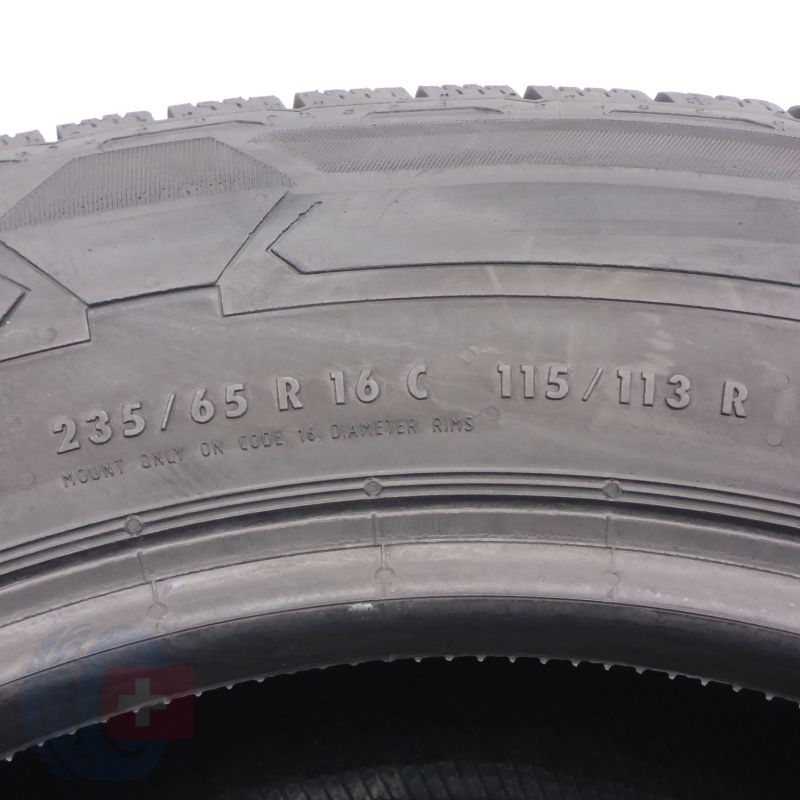 235/65 R 16 C 115/113 R
MOUNT ONLY ON CODE 16 DIAMETER RIMS